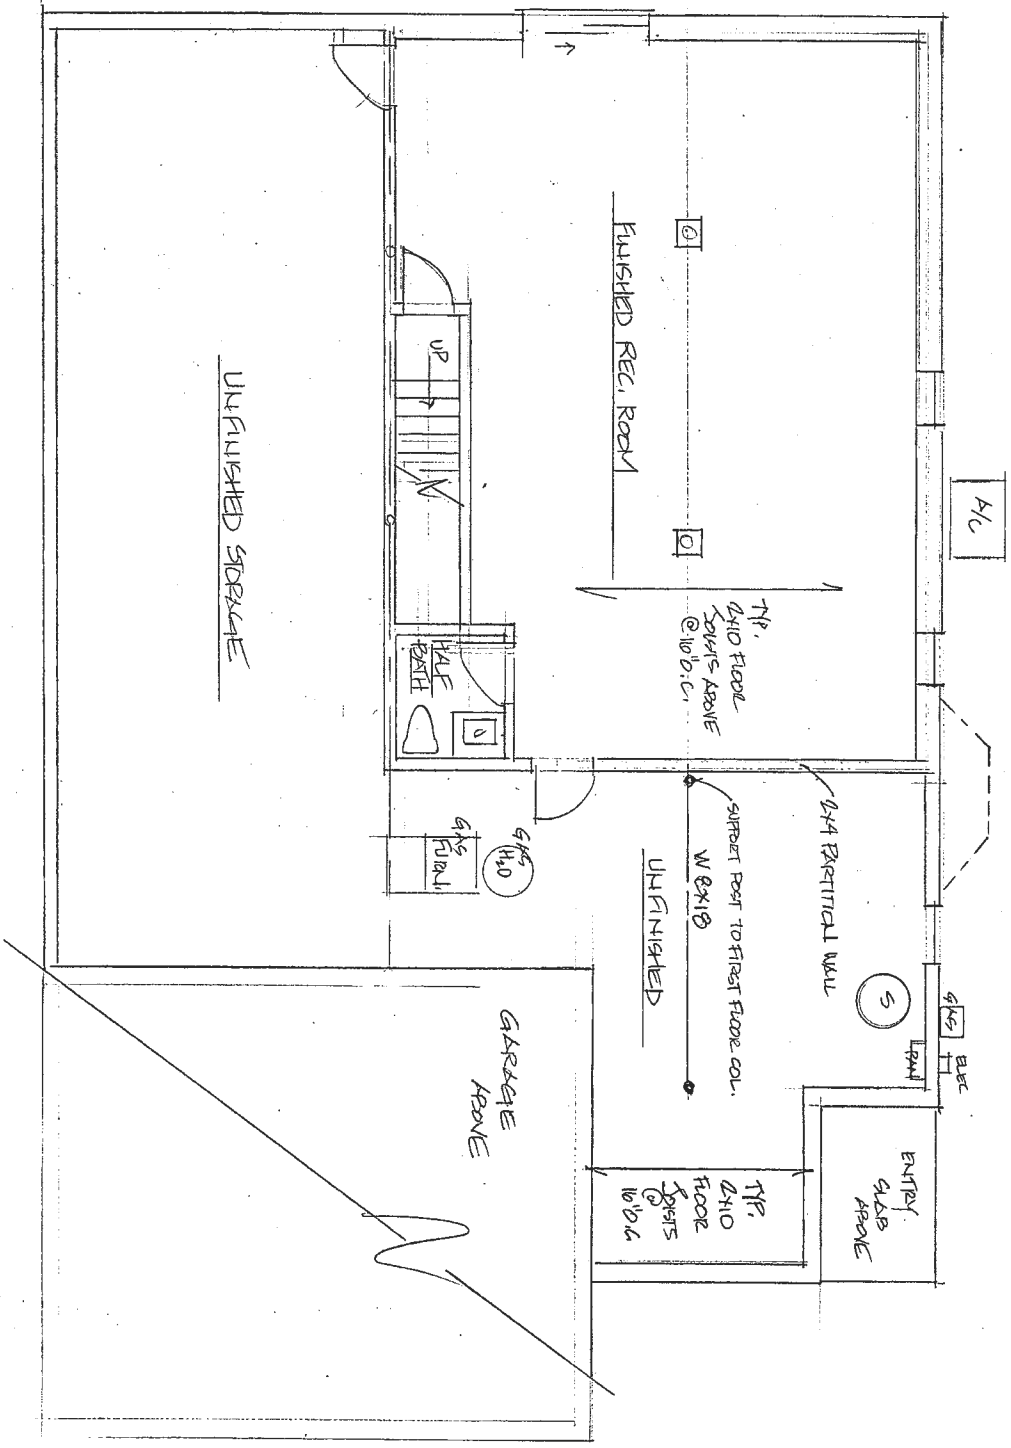 A/C
FINISHED REC. ROOM
UP
UNFINISHED STORAGE
TYP.
2X10 FLOOR
JOISTS ABOVE
@ 16"O.C.
HALF
BATH
2X4 PARTITION WALL
SUPPORT POST TO FIRST FLOOR COL.
W 8X18
UNFINISHED
GAS
H2O
GAS
FURN.
S
GAS
ELEC
PAN
ENTRY
SLAB
ABOVE
TYP.
2X10
FLOOR
JOISTS
@
16"O.C
GARAGE
ABOVE